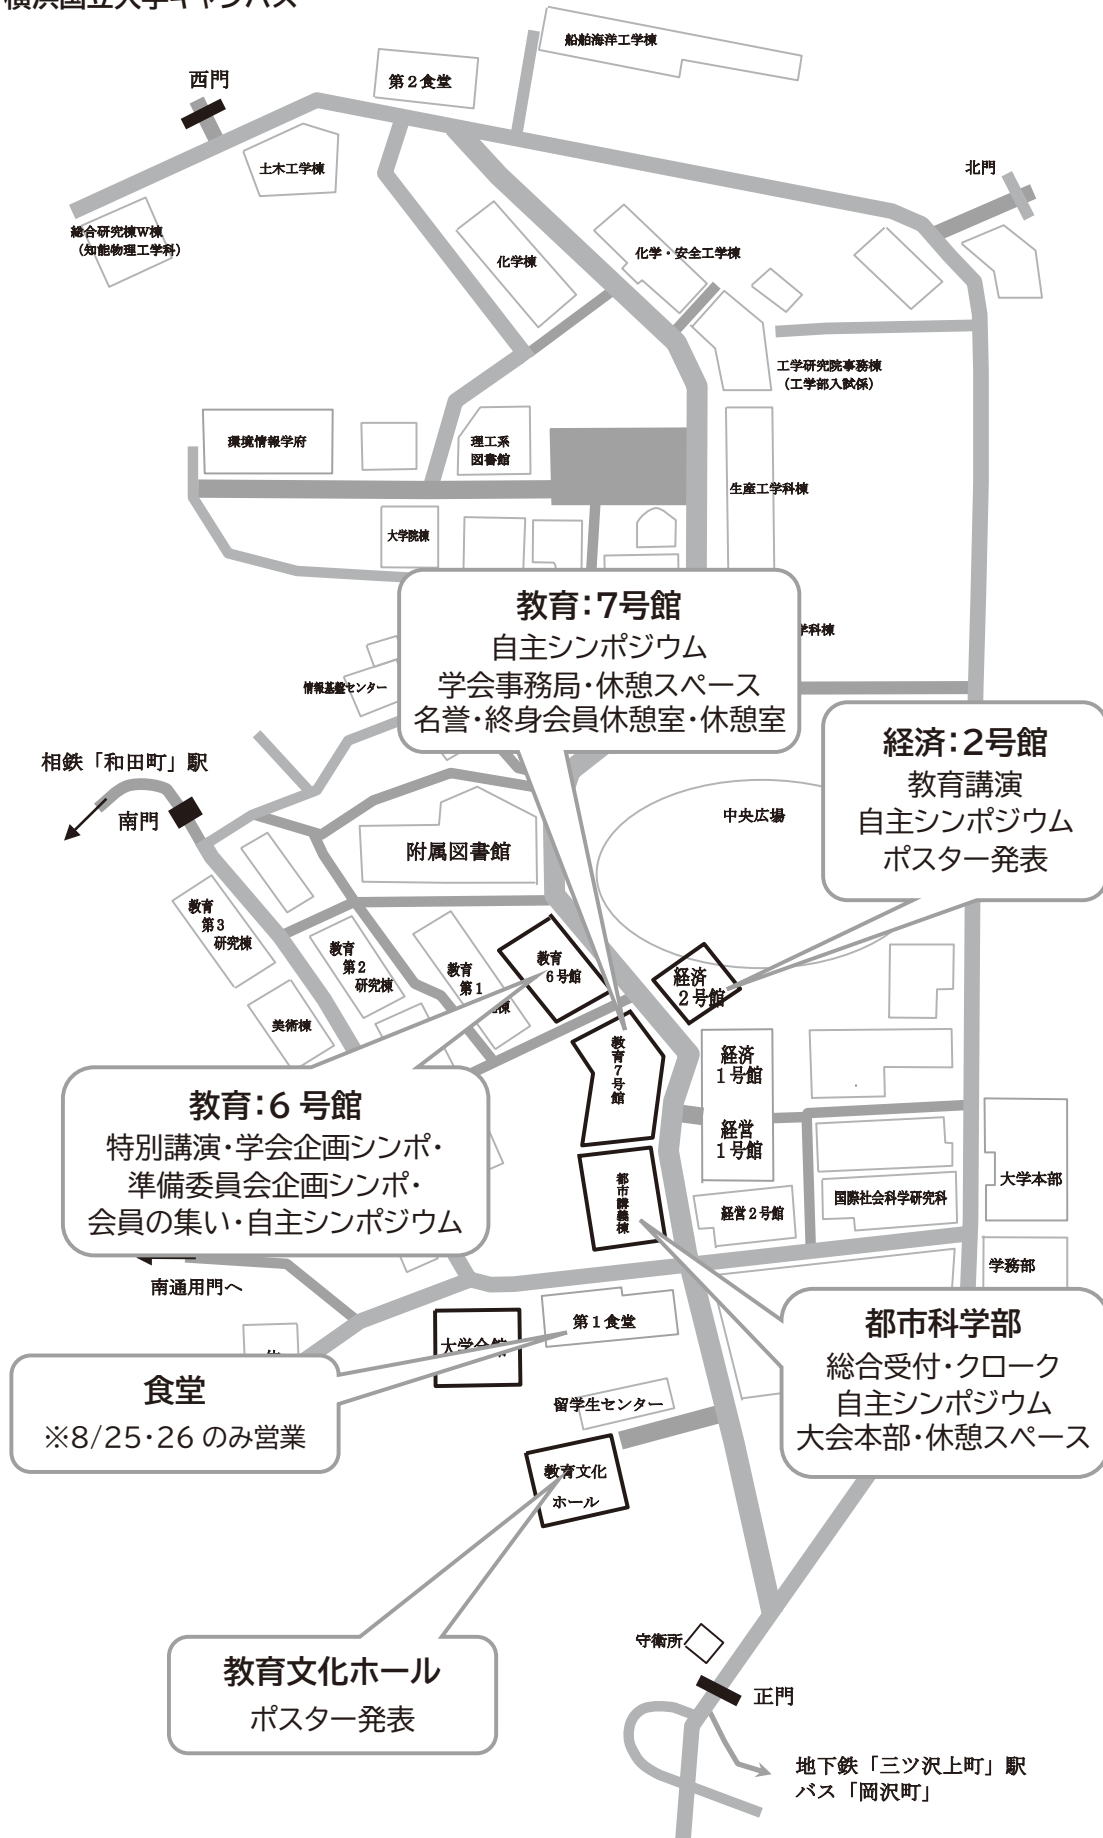 横浜国立大学キャンパス
船舶海洋工学棟
西門
第2食堂
土木工学棟
北門
総合研究棟W棟
(知能物理工学科)
化学棟
化学・安全工学棟
工学研究院事務棟
(工学部入試係)
環境情報学府
理工系
図書館
生産工学科棟
大学院棟
教育:7号館
自主シンポジウム
学会事務局・休憩スペース
名誉・終身会員休憩室・休憩室
学科棟
情報基盤センター
経済:2号館
教育講演
自主シンポジウム
ポスター発表
相鉄「和田町」駅
南門
中央広場
附属図書館
教育
第3
研究棟
教育
第2
研究棟
教育
第1
棟
教育
6号館
経済
2号館
美術棟
教育7号館
経済
1号館
経営
1号館
教育:6号館
特別講演・学会企画シンポ・
準備委員会企画シンポ・
会員の集い・自主シンポジウム
都市講義棟
経営2号館
国際社会科学研究科
大学本部
学務部
南通用門へ
第1食堂
大学会館
食堂
※8/25・26のみ営業
都市科学部
総合受付・クローク
自主シンポジウム
大会本部・休憩スペース
留学生センター
教育文化
ホール
教育文化ホール
ポスター発表
守衛所
正門
地下鉄「三ツ沢上町」駅
バス「岡沢町」